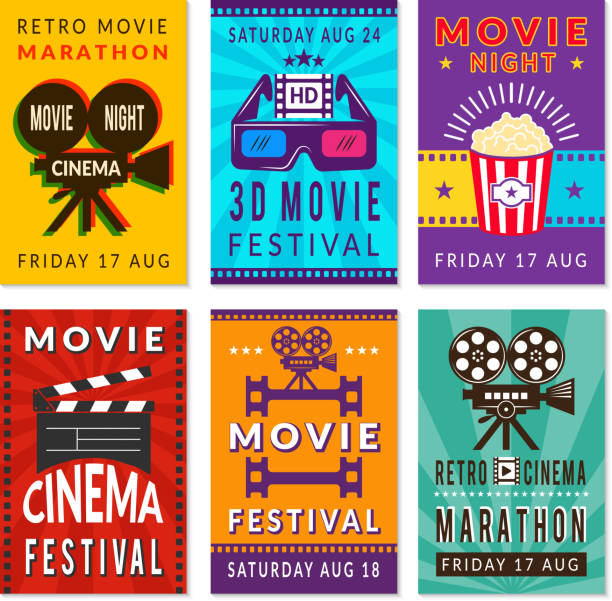 RETRO MOVIE
MARATHON
MOVIE NIGHT
CINEMA
FRIDAY 17 AUG
SATURDAY AUG 24
HD
3D MOVIE
FESTIVAL
MOVIE
NIGHT
FRIDAY 17 AUG
MOVIE
CINEMA
FESTIVAL
MOVIE
FESTIVAL
SATURDAY AUG 18
RETRO CINEMA
MARATHON
FRIDAY 17 AUG